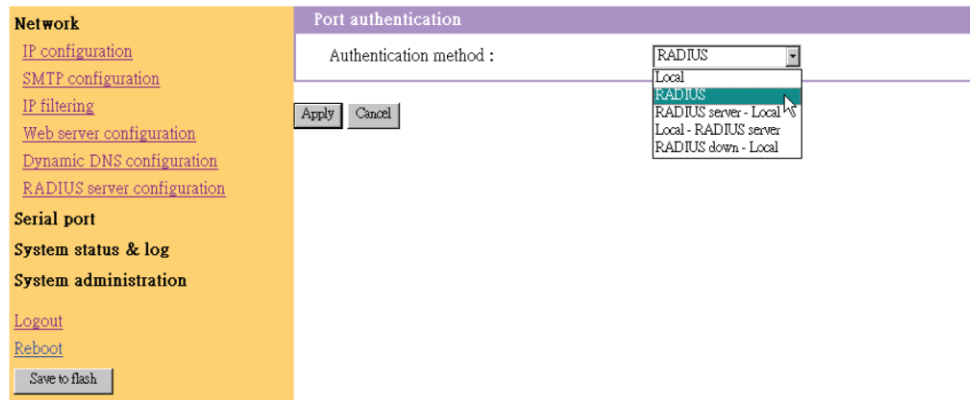 Network
IP configuration
SMTP configuration
IP filtering
Web server configuration
Dynamic DNS configuration
RADIUS server configuration
Serial port
System status & log
System administration
Logout
Reboot
Save to flash
Port authentication
Authentication method :
RADIUS
Local
RADIUS
RADIUS server - Local
Local - RADIUS server
RADIUS down - Local
Apply
Cancel